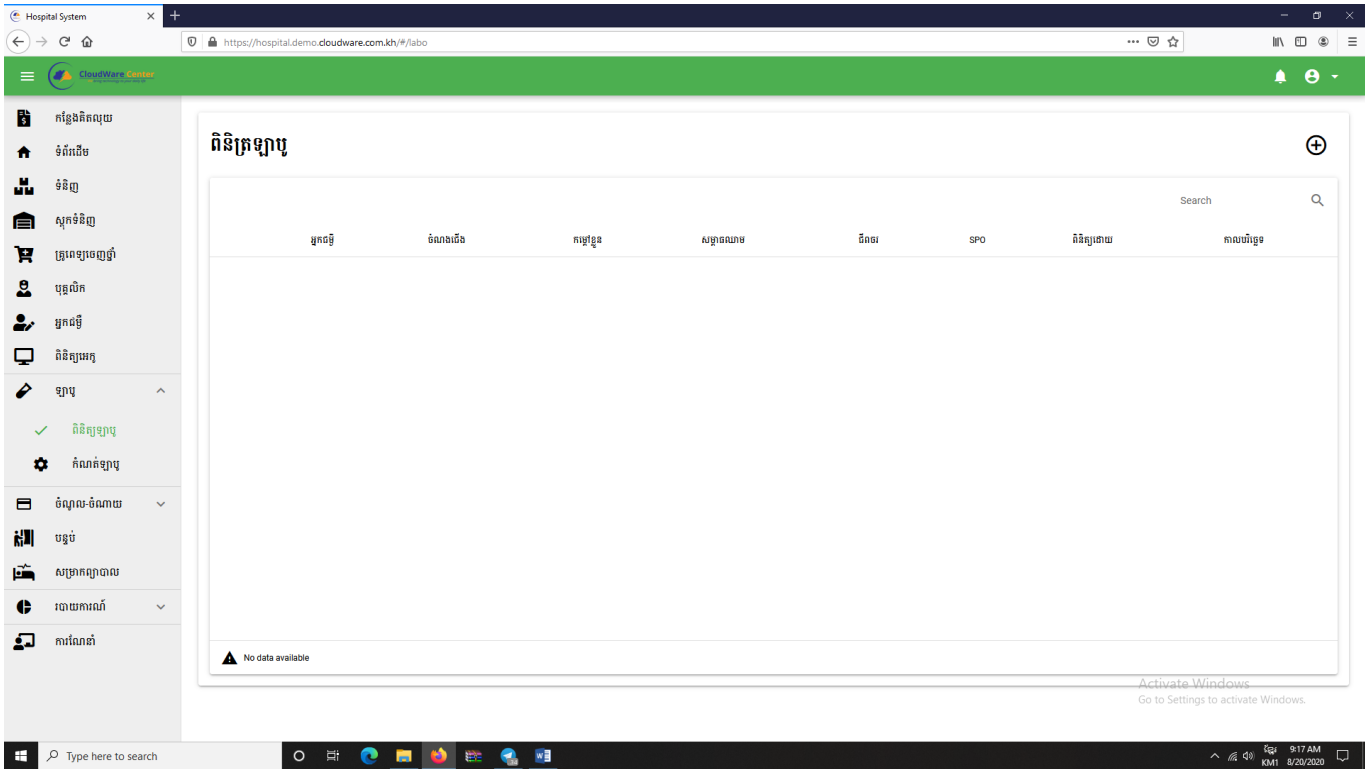 Hospital System
https://hospital.demo.cloudware.com.kh/#/labo
CloudWare Center
កន្លែងគិតលុយ
ទំព័រដើម
ទំនិញ
ស្តុកទំនិញ
គ្រូពេទ្យចេញថ្នាំ
បុគ្គលិក
អ្នកជម្ងឺ
ពិនិត្យអេកូ
ឡាបូ
ពិនិត្យឡាបូ
កំណត់ឡាបូ
ចំណូល-ចំណាយ
បន្ទប់
សម្រាកព្យាបាល
របាយការណ៍
ការណែនាំ
ពិនិត្រឡាបូ
Search
អ្នកជម្ងឺ ចំណងជើង កម្តៅខ្លួន សម្ពាធឈាម ជីពចរ SPO ពិនិត្យដោយ កាលបរិច្ឆេទ
No data available
Activate Windows
Go to Settings to activate Windows.
Type here to search
ខ្មែរ 9:17 AM
KM1 8/20/2020